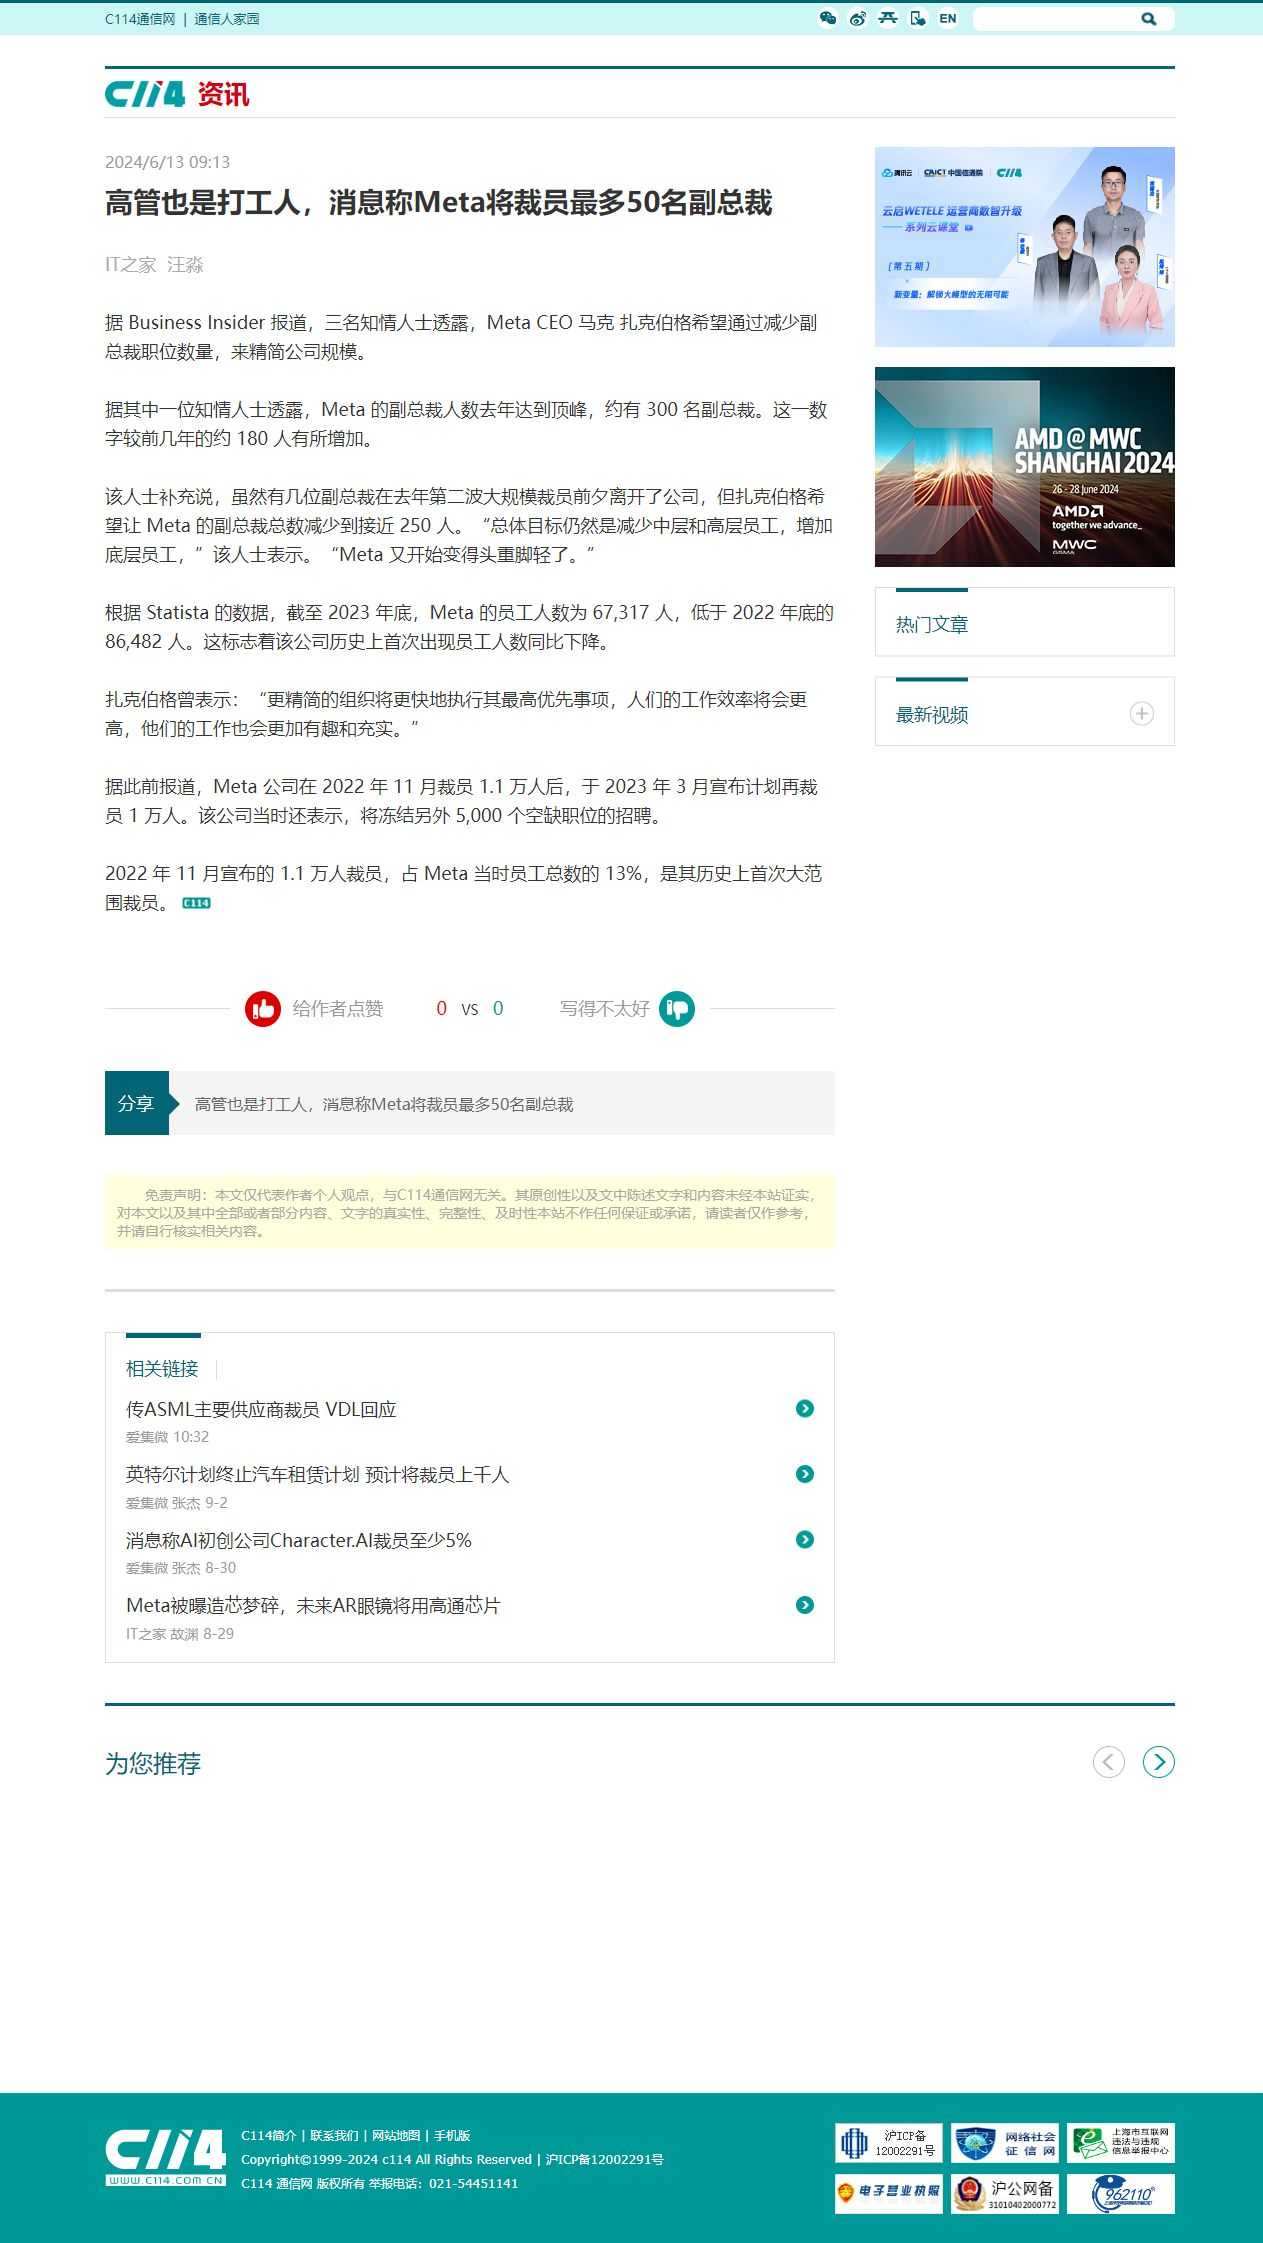 C114通信网 | 通信人家园
EN
C114 资讯
2024/6/13 09:13
高管也是打工人，消息称Meta将裁员最多50名副总裁
IT之家 汪淼
据 Business Insider 报道，三名知情人士透露，Meta CEO 马克 扎克伯格希望通过减少副
总裁职位数量，来精简公司规模。
据其中一位知情人士透露，Meta 的副总裁人数去年达到顶峰，约有 300 名副总裁。这一数
字较前几年的约 180 人有所增加。
该人士补充说，虽然有几位副总裁在去年第二波大规模裁员前夕离开了公司，但扎克伯格希
望让 Meta 的副总裁总数减少到接近 250 人。“总体目标仍然是减少中层和高层员工，增加
底层员工，”该人士表示。“Meta 又开始变得头重脚轻了。”
根据 Statista 的数据，截至 2023 年底，Meta 的员工人数为 67,317 人，低于 2022 年底的
86,482 人。这标志着该公司历史上首次出现员工人数同比下降。
扎克伯格曾表示：“更精简的组织将更快地执行其最高优先事项，人们的工作效率将会更
高，他们的工作也会更加有趣和充实。”
据此前报道，Meta 公司在 2022 年 11 月裁员 1.1 万人后，于 2023 年 3 月宣布计划再裁
员 1 万人。该公司当时还表示，将冻结另外 5,000 个空缺职位的招聘。
2022 年 11 月宣布的 1.1 万人裁员，占 Meta 当时员工总数的 13%，是其历史上首次大范
围裁员。 C114
给作者点赞 0 VS 0 写得不太好
分享 高管也是打工人，消息称Meta将裁员最多50名副总裁
免责声明：本文仅代表作者个人观点，与C114通信网无关。其原创性以及文中陈述文字和内容未经本站证实，
对本文以及其中全部或者部分内容、文字的真实性、完整性、及时性本站不作任何保证或承诺，请读者仅作参考，
并请自行核实相关内容。
相关链接
传ASML主要供应商裁员 VDL回应
爱集微 10:32
英特尔计划终止汽车租赁计划 预计将裁员上千人
爱集微 张杰 9-2
消息称AI初创公司Character.AI裁员至少5%
爱集微 张杰 8-30
Meta被曝造芯梦碎，未来AR眼镜将用高通芯片
IT之家 故渊 8-29
腾讯云 CAICT 中国信通院 C114
云启WETELE 运营商数智升级
系列云课堂
(第五期)
新变量：解锁大模型的无限可能
AMD @ MWC
SHANGHAI 2024
26 - 28 June 2024
AMD
together we advance_
MWC
GSMA
热门文章
最新视频
为您推荐
C114
WWW.C114.COM.CN
C114简介 | 联系我们 | 网站地图 | 手机版
Copyright©1999-2024 c114 All Rights Reserved | 沪ICP备12002291号
C114 通信网 版权所有 举报电话：021-54451141
沪ICP备
12002291号
网络社会
征信网
上海市互联网
违法与违规
信息举报中心
电子营业执照
沪公网备
31010402000772
962110